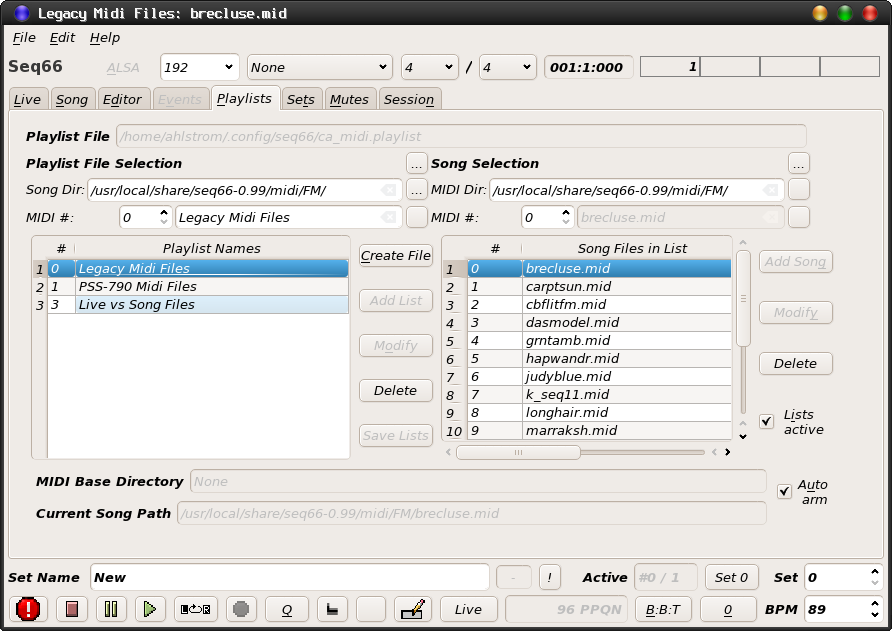 Legacy Midi Files: brecluse.mid
File Edit Help
Seq66 ALSA 192 None 4 / 4 001:1:000 1
Live Song Editor Events Playlists Sets Mutes Session
Playlist File /home/ahlstrom/.config/seq66/ca_midi.playlist
Playlist File Selection ... Song Selection ...
Song Dir: /usr/local/share/seq66-0.99/midi/FM/ ... MIDI Dir: /usr/local/share/seq66-0.99/midi/FM/
MIDI #: 0 Legacy Midi Files MIDI #: 0 brecluse.mid
# Playlist Names Create File # Song Files in List Add Song
1 0 Legacy Midi Files 1 0 brecluse.mid
2 1 PSS-790 Midi Files 2 1 carptsun.mid
3 3 Live vs Song Files Add List 3 2 cbflitfm.mid Modify
4 3 dasmodel.mid
Modify 5 4 grntamb.mid
6 5 hapwandr.mid Delete
7 6 judyblue.mid
Delete 8 7 k_seq11.mid
9 8 longhair.mid Lists
Save Lists 10 9 marraksh.mid active
MIDI Base Directory None Auto
arm
Current Song Path /usr/local/share/seq66-0.99/midi/FM/brecluse.mid
Set Name New - ! Active #0 / 1 Set 0 Set 0
Q Live 96 PPQN B:B:T 0 BPM 89